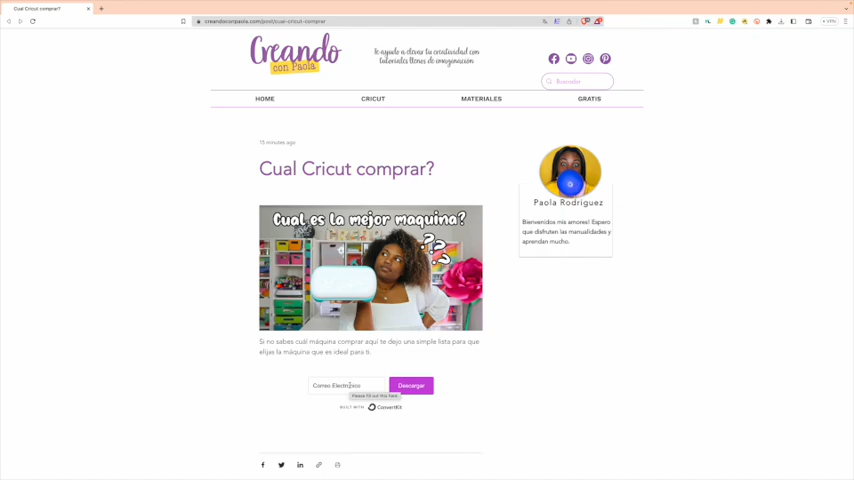 Cual Cricut comprar?
creandoconpaola.com/post/cual-cricut-comprar
Creando
con Paola
Te ayudo a elevar tu creatividad con
tutoriales llenos de imaginación
Buscador
HOME
CRICUT
MATERIALES
GRATIS
15 minutes ago
Cual Cricut comprar?
Cual es la mejor maquina?
???
Paola Rodriguez
Bienvenidos mis amores! Espero
que disfruten las manualidades y
aprendan mucho.
Si no sabes cuál máquina comprar aquí te dejo una simple lista para que
elijas la máquina que es ideal para ti.
Correo Electrónico
Descargar
Please fill out this field.
BUILT WITH ConvertKit